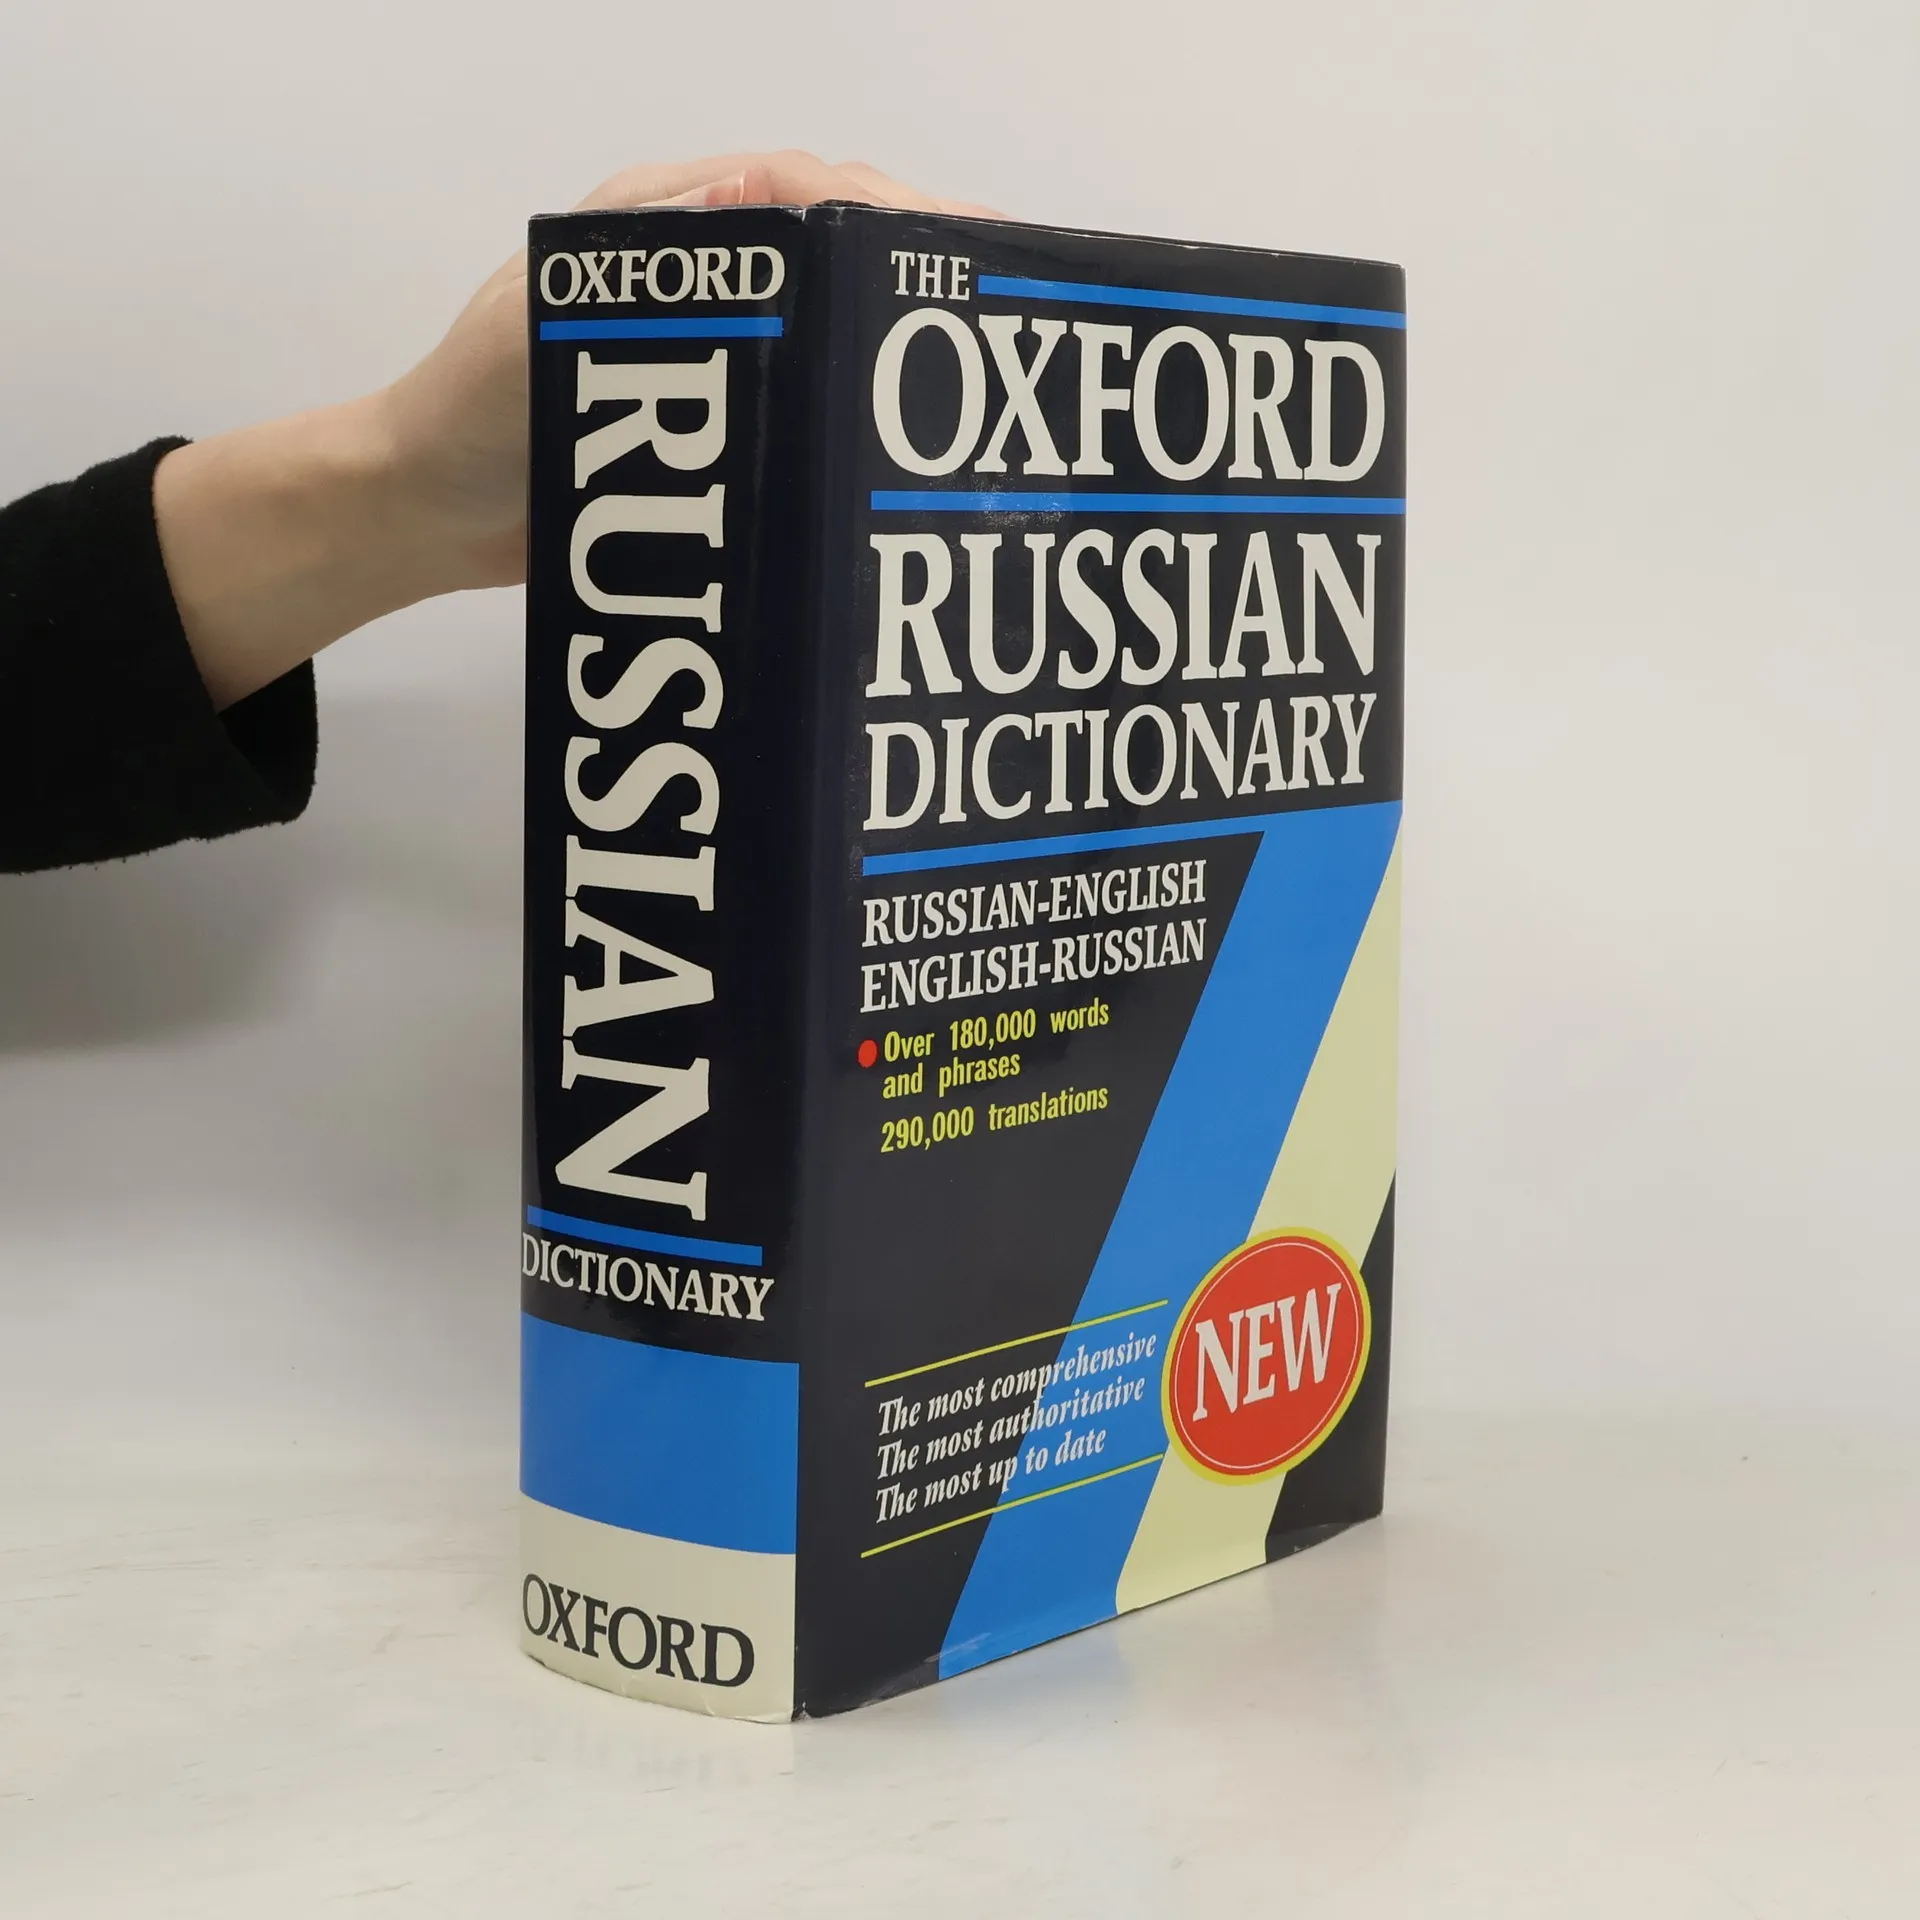 OXFORD
RUSSIAN
DICTIONARY
OXFORD
THE
OXFORD
RUSSIAN
DICTIONARY
RUSSIAN-ENGLISH
ENGLISH-RUSSIAN
Over 180,000 words
and phrases
290,000 translations
The most comprehensive
The most authoritative
The most up to date
NEW